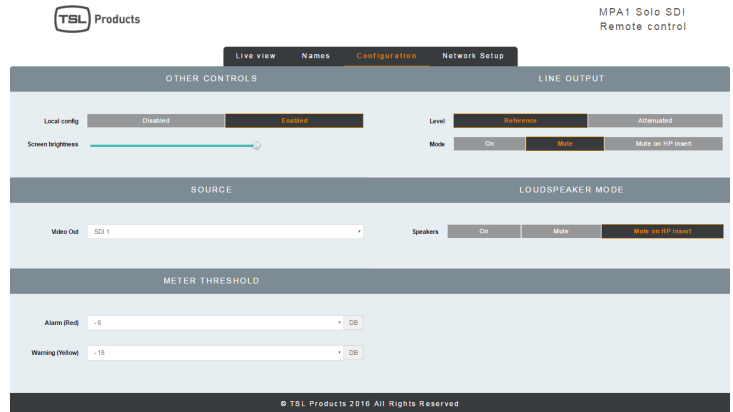 TSL Products
MPA1 Solo SDI
Remote control
Live view Names Configuration Network Setup
OTHER CONTROLS
Local config Disabled Enabled
Screen brightness
LINE OUTPUT
Level Reference Attenuated
Mode On Mute Mute on HP insert
SOURCE
Video Out SDI 1
LOUDSPEAKER MODE
Speakers On Mute Mute on HP insert
METER THRESHOLD
Alarm (Red) - 6 DB
Warning (Yellow) - 18 DB
© TSL Products 2016 All Rights Reserved